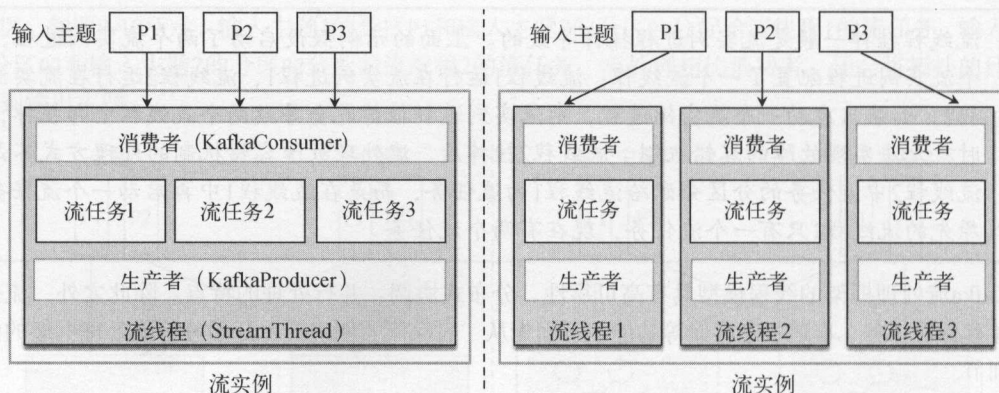 输入主题 P1 P2 P3
消费者（KafkaConsumer）
流任务1 流任务2 流任务3
生产者（KafkaProducer）
流线程（StreamThread）
流实例
输入主题 P1 P2 P3
消费者 消费者 消费者
流任务 流任务 流任务
生产者 生产者 生产者
流线程1 流线程2 流线程3
流实例